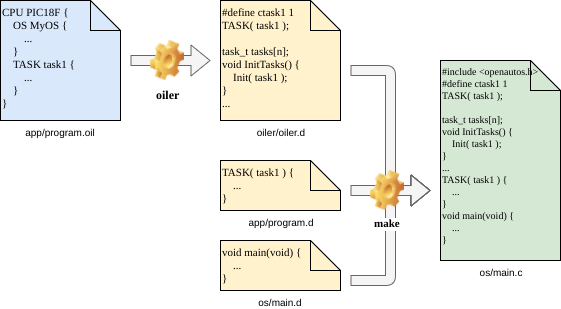 CPU PIC18F {
OS MyOS {
...
}
TASK task1 {
...
}
}
app/program.oil
oiler
#define ctask1 1
TASK( task1 );
task_t tasks[n];
void InitTasks() {
Init( task1 );
}
...
oiler/oiler.d
TASK( task1 ) {
...
}
app/program.d
void main(void) {
...
}
os/main.d
make
#include <openautos.h>
#define ctask1 1
TASK( task1 );
task_t tasks[n];
void InitTasks() {
Init( task1 );
}
...
TASK( task1 ) {
...
}
void main(void) {
...
}
os/main.c